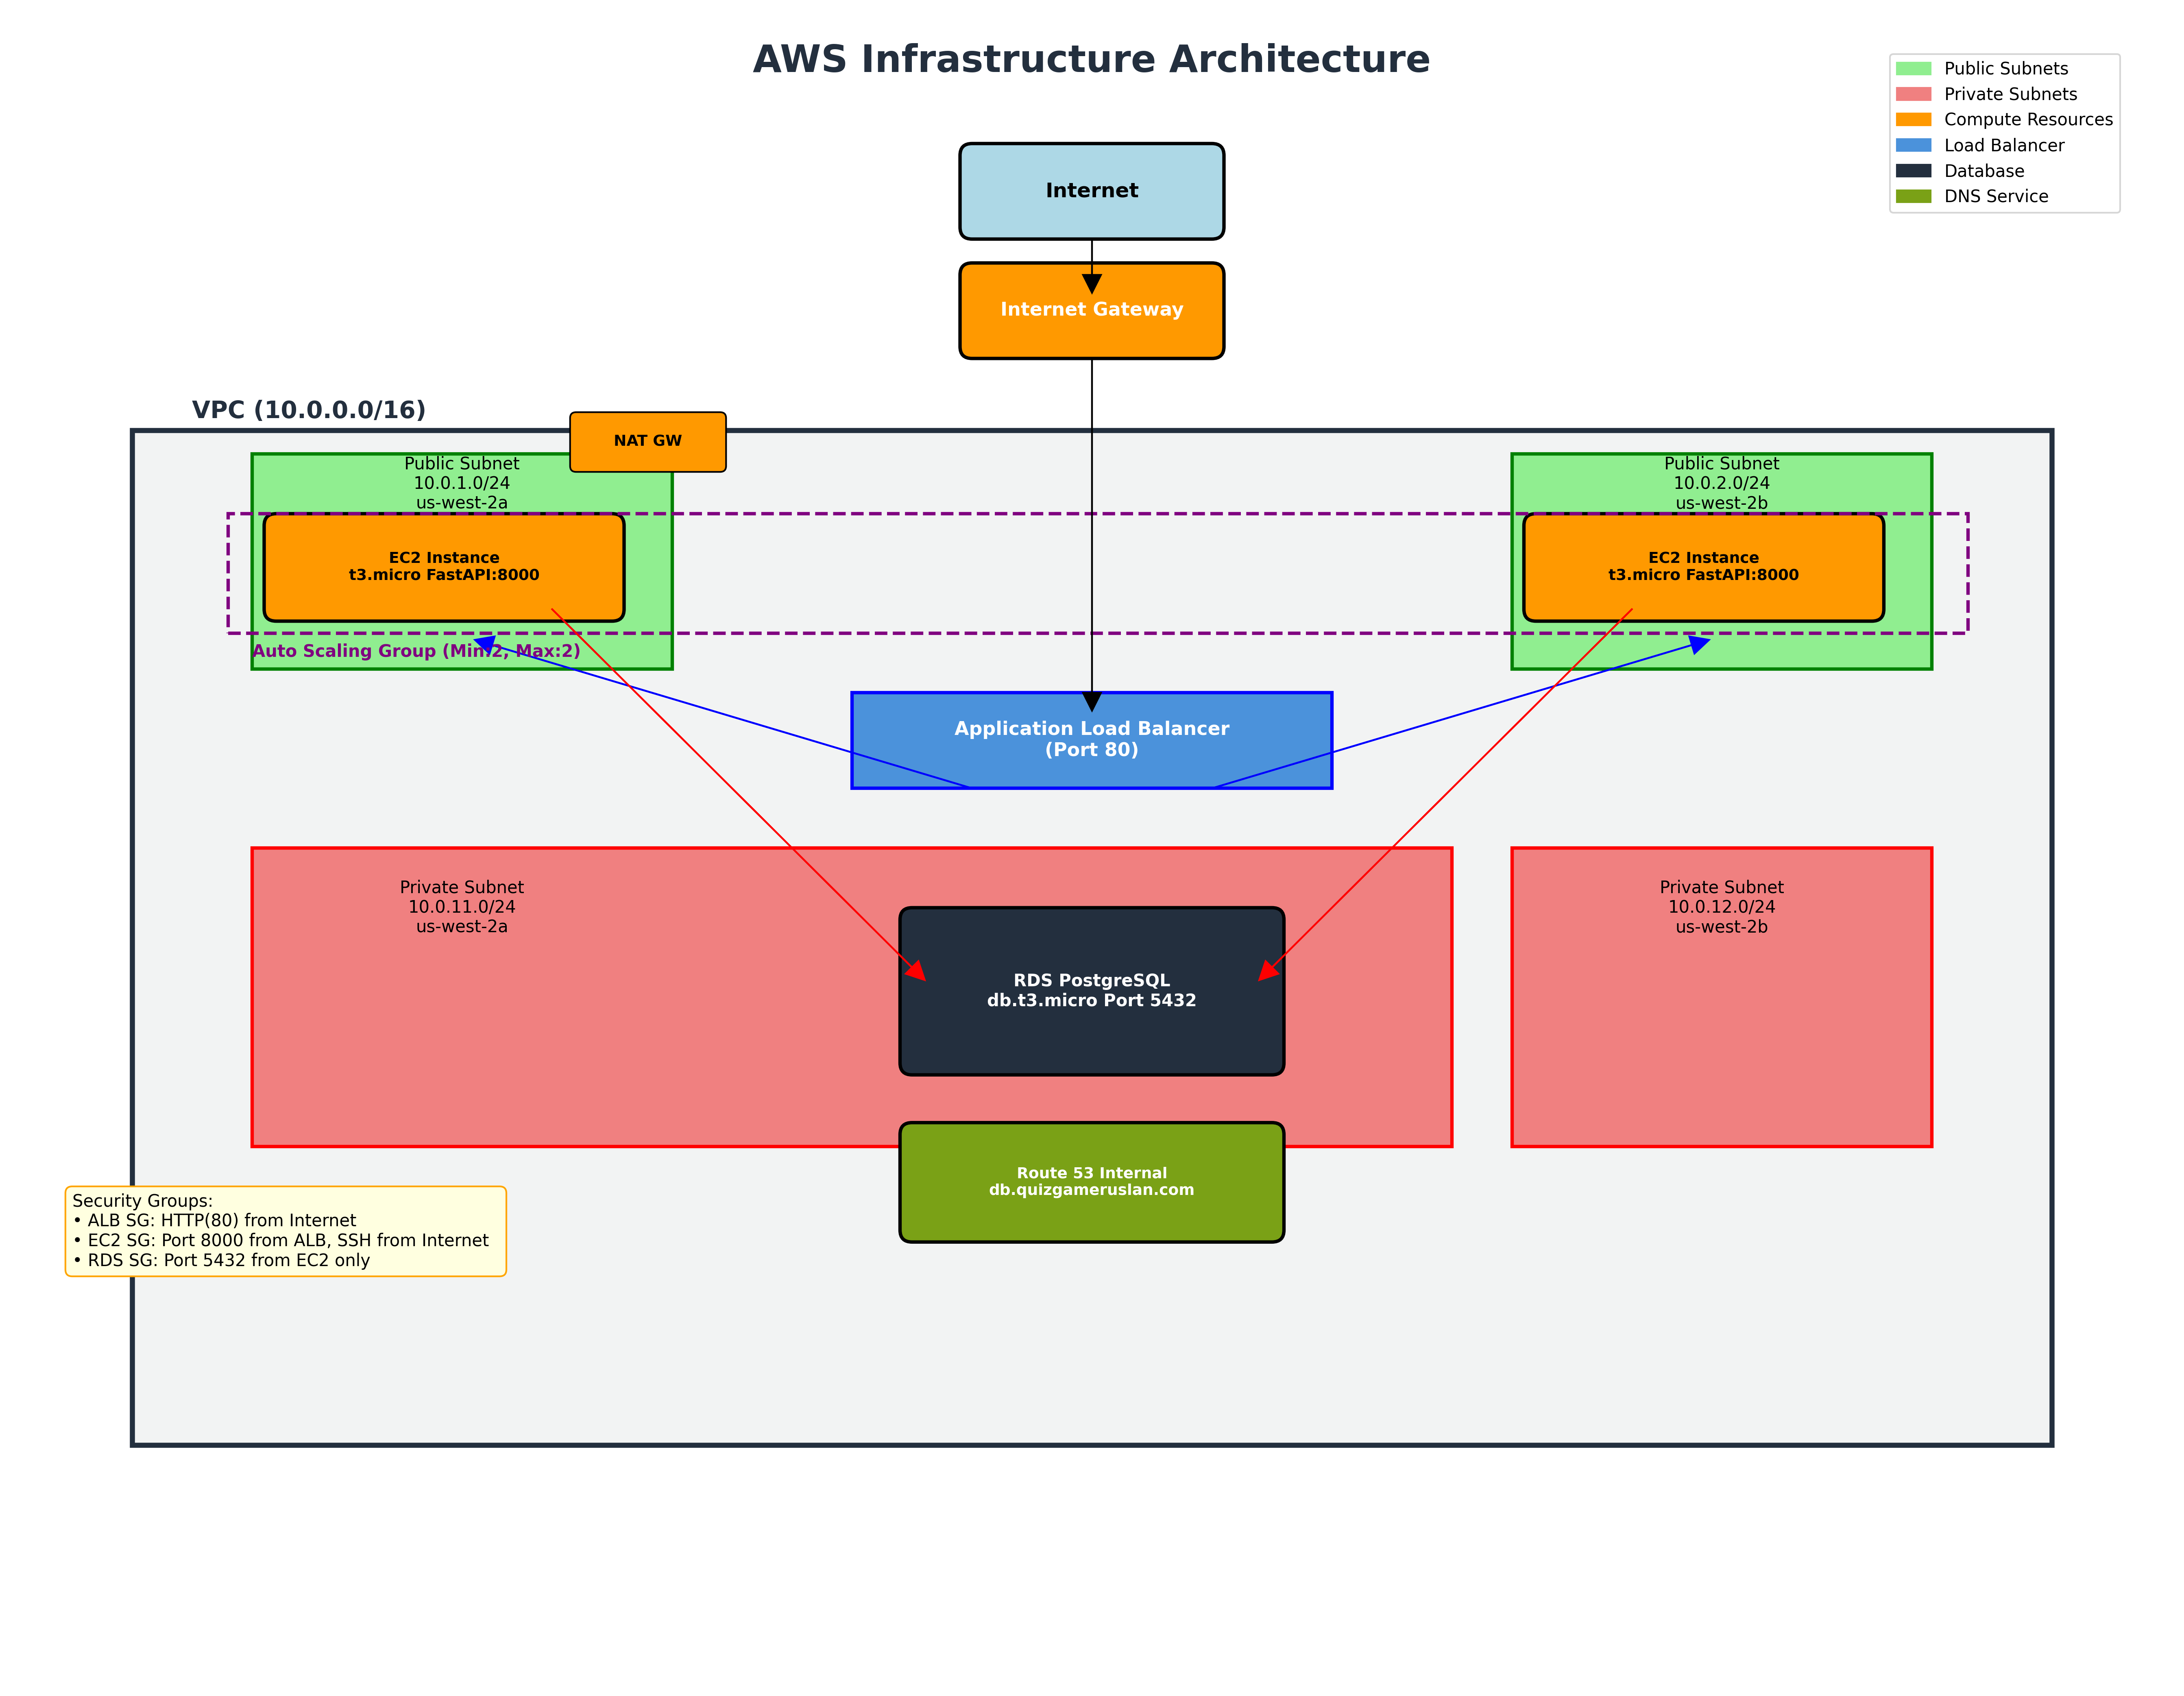 AWS Infrastructure Architecture
Public Subnets
Private Subnets
Compute Resources
Load Balancer
Database
DNS Service
Internet
Internet Gateway
VPC (10.0.0.0/16)
NAT GW
Public Subnet
10.0.1.0/24
us-west-2a
Public Subnet
10.0.2.0/24
us-west-2b
EC2 Instance
t3.micro FastAPI:8000
EC2 Instance
t3.micro FastAPI:8000
Auto Scaling Group (Min:2, Max:2)
Application Load Balancer
(Port 80)
Private Subnet
10.0.11.0/24
us-west-2a
Private Subnet
10.0.12.0/24
us-west-2b
RDS PostgreSQL
db.t3.micro Port 5432
Route 53 Internal
db.quizgameruslan.com
Security Groups:
• ALB SG: HTTP(80) from Internet
• EC2 SG: Port 8000 from ALB, SSH from Internet
• RDS SG: Port 5432 from EC2 only